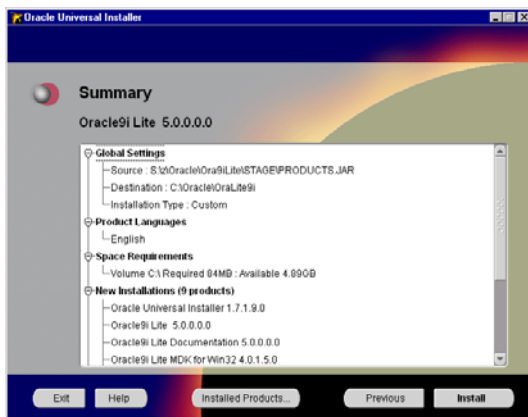 Oracle Universal Installer
Summary
Oracle9i Lite 5.0.0.0.0
Global Settings
Source : S:\z\Oracle\Ora9iLite\STAGE\PRODUCTS.JAR
Destination : C:\Oracle\OraLite9i
Installation Type : Custom
Product Languages
English
Space Requirements
Volume C:\ Required 84MB : Available 4.89GB
New Installations (9 products)
Oracle Universal Installer 1.7.1.9.0
Oracle9i Lite 5.0.0.0.0
Oracle9i Lite Documentation 5.0.0.0.0
Oracle9i Lite MDK for Win32 4.0.1.5.0
Exit Help Installed Products... Previous Install